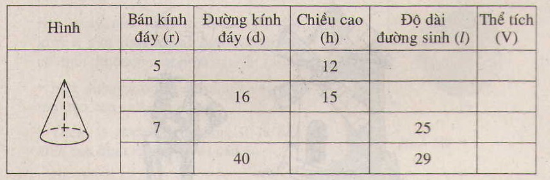 Hình | Bán kính đáy (r) | Đường kính đáy (d) | Chiều cao (h) | Độ dài đường sinh (l) | Thể tích (V)
5 | 12
16 | 15
7 | 25
40 | 29